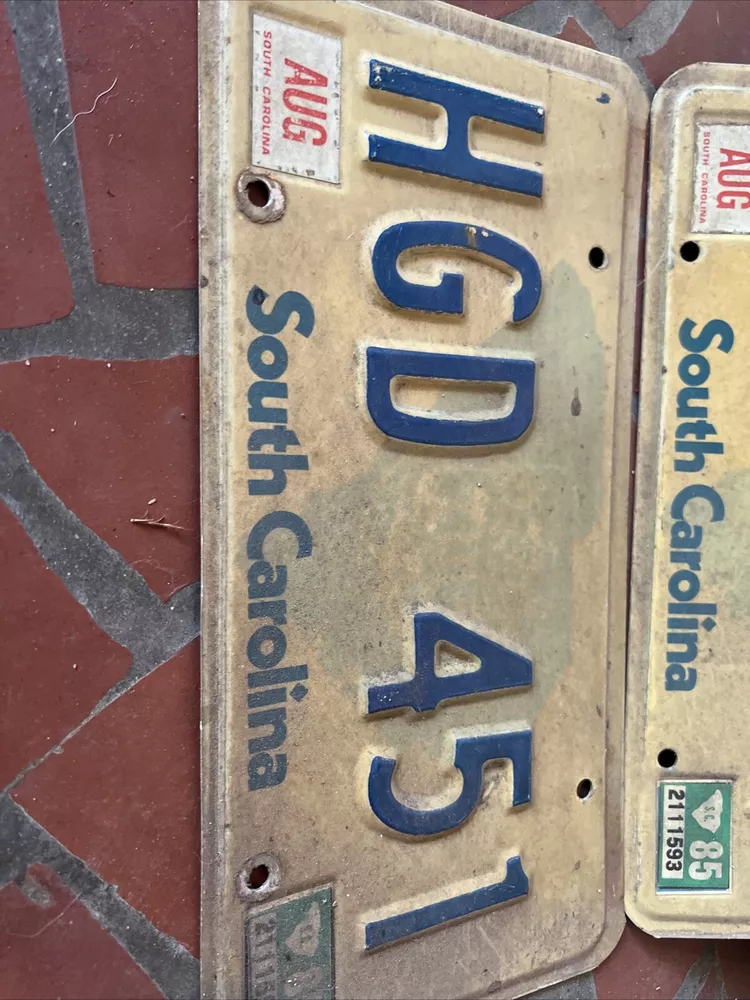 AUG
SOUTH CAROLINA
HGD 451
South Carolina
AUG
SOUTH CAROLINA
South Carolina
S.C. 85
2111593